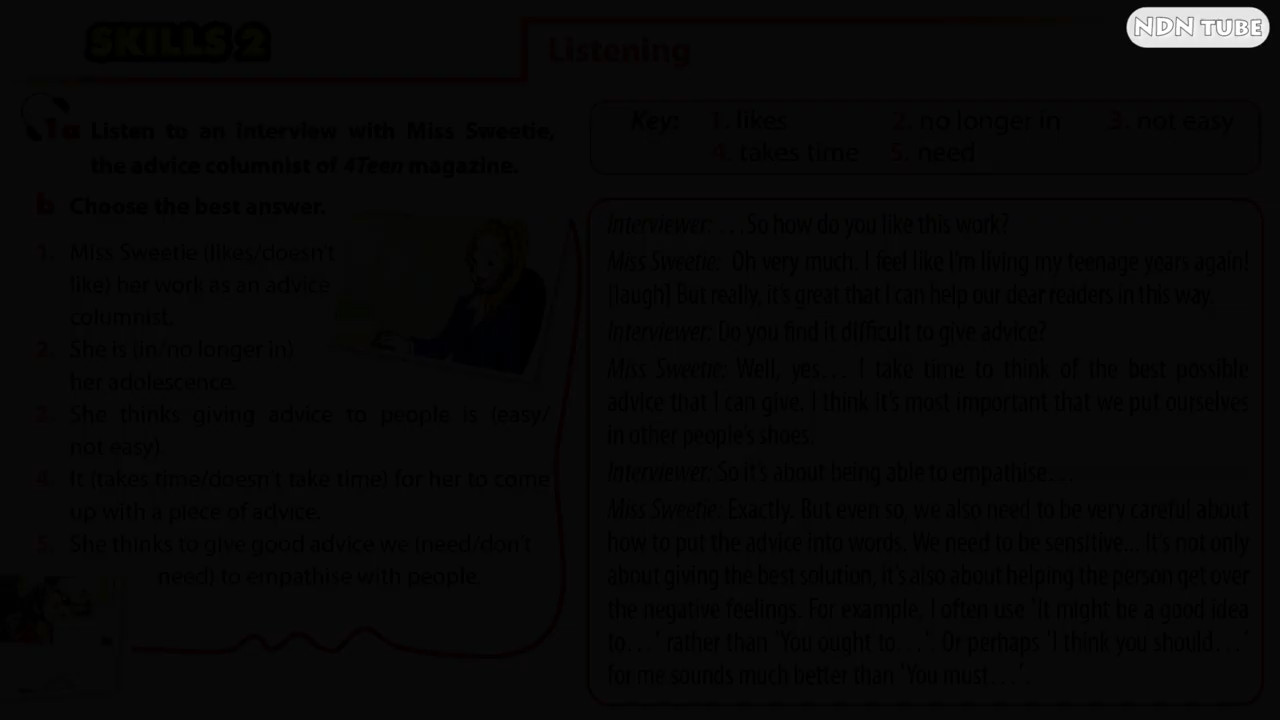 NDN TUBE
SKILLS 2
Listening
1a Listen to an interview with Miss Sweetie,
the advice columnist of 4Teen magazine.
b Choose the best answer.
1. Miss Sweetie (likes/doesn't
like) her work as an advice
columnist.
2. She is (in/no longer in)
her adolescence.
3. She thinks giving advice to people is (easy/
not easy)
4. It (takes time/doesn't take time) for her to come
up with a piece of advice.
5. She thinks to give good advice we (need/don't
need) to empathise with people.
Key: 1. likes 2. no longer in 3. not easy
4. takes time 5. need
Interviewer: …So how do you like this work?
Miss Sweetie: Oh very much. I feel like I'm living my teenage years again!
[laugh] But really, it's great that I can help our dear readers in this way.
Interviewer: Do you find it difficult to give advice?
Miss Sweetie: Well, yes… I take time to think of the best possible
advice that I can give. I think it's most important that we put ourselves
in other people's shoes.
Interviewer: So it's about being able to empathise…
Miss Sweetie: Exactly. But even so, we also need to be very careful about
how to put the advice into words. We need to be sensitive... It's not only
about giving the best solution, it's also about helping the person get over
the negative feelings. For example, I often use 'It might be a good idea
to…' rather than 'You ought to…'. Or perhaps 'I think you should…'
for me sounds much better than 'You must…'.